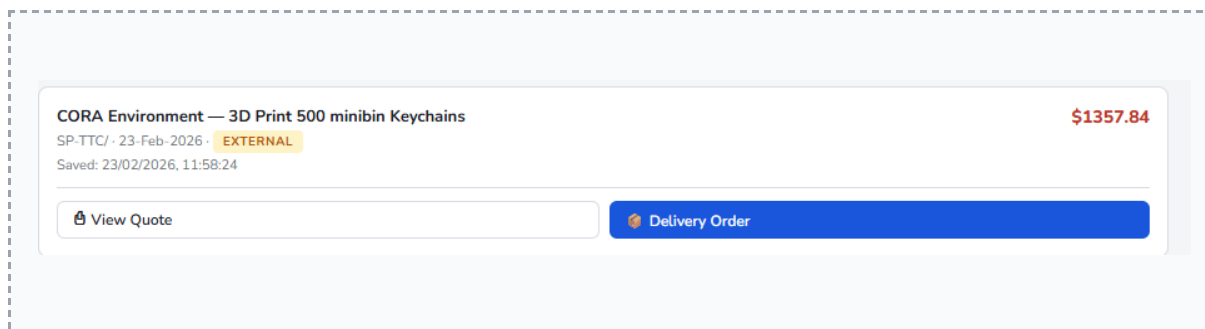 CORA Environment — 3D Print 500 minibin Keychains
$1357.84
SP-TTC/ · 23-Feb-2026 · EXTERNAL
Saved: 23/02/2026, 11:58:24
View Quote
Delivery Order